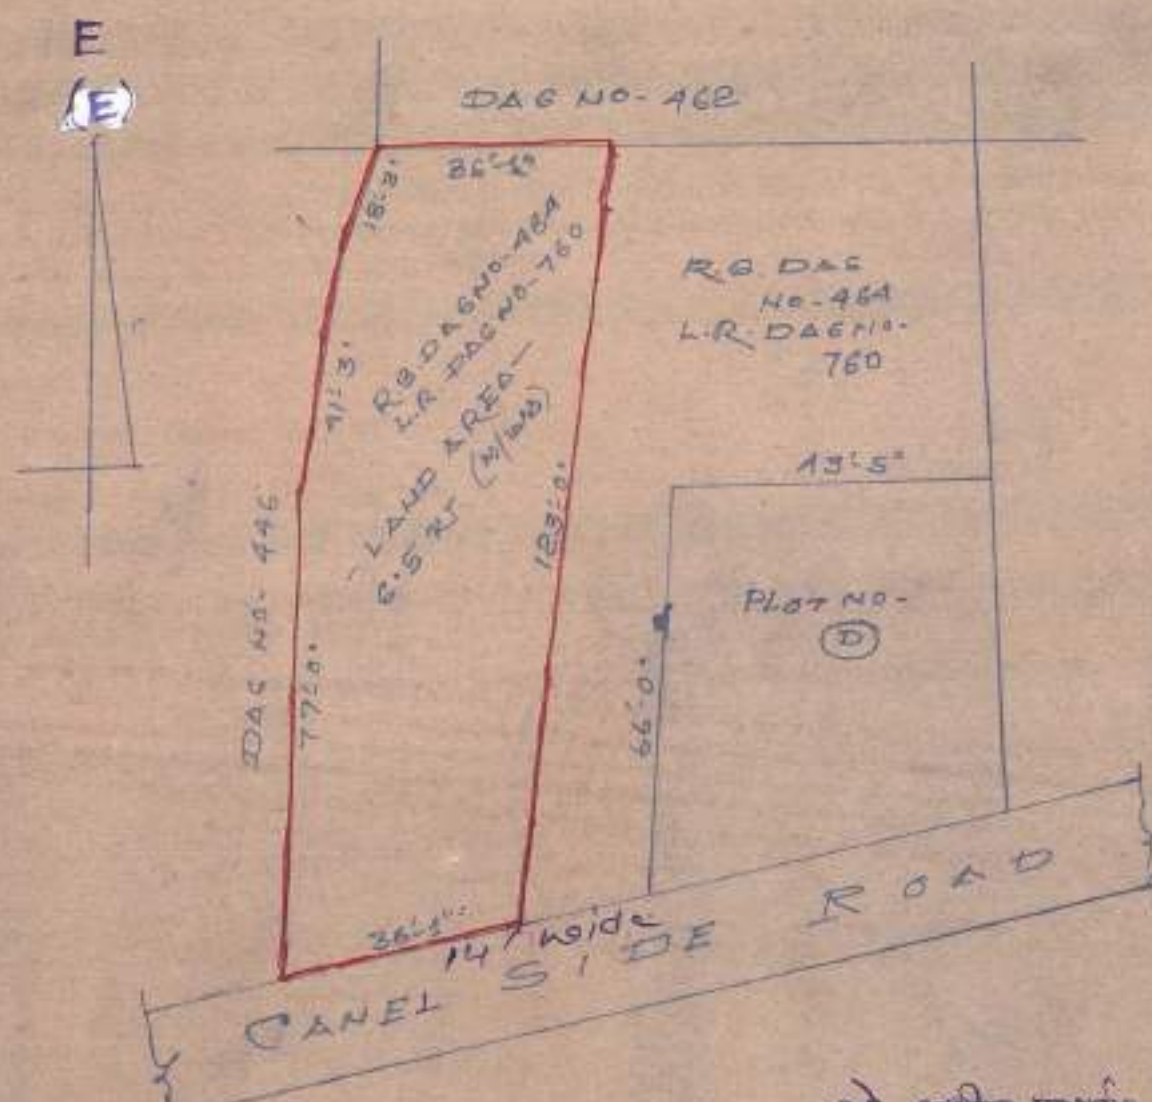 E
(E)
DAG NO- 462
36'-1"
18'-3"
41'-3"
77'-0"
123'-0"
36'-1"
R.S. DAG NO-464
L.R DAG NO-760
- LAND AREA-
6.5 KT
R.S. DAG
NO-464
L.R. DAG NO-
760
43'-5"
66'-0"
PLOT NO-
D
DAG NO- 446
14' wide
CANEL SIDE ROAD